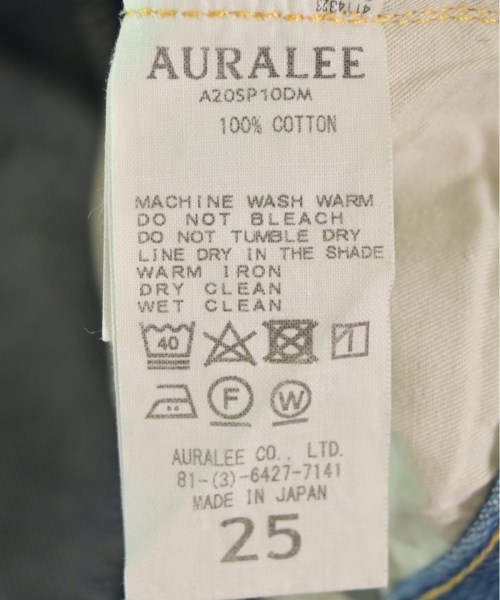 4114323
AURALEE
A20SP10DM
100% COTTON
MACHINE WASH WARM
DO NOT BLEACH
DO NOT TUMBLE DRY
LINE DRY IN THE SHADE
WARM IRON
DRY CLEAN
WET CLEAN
40
F W
AURALEE CO., LTD.
81-(3)-6427-7141
MADE IN JAPAN
25